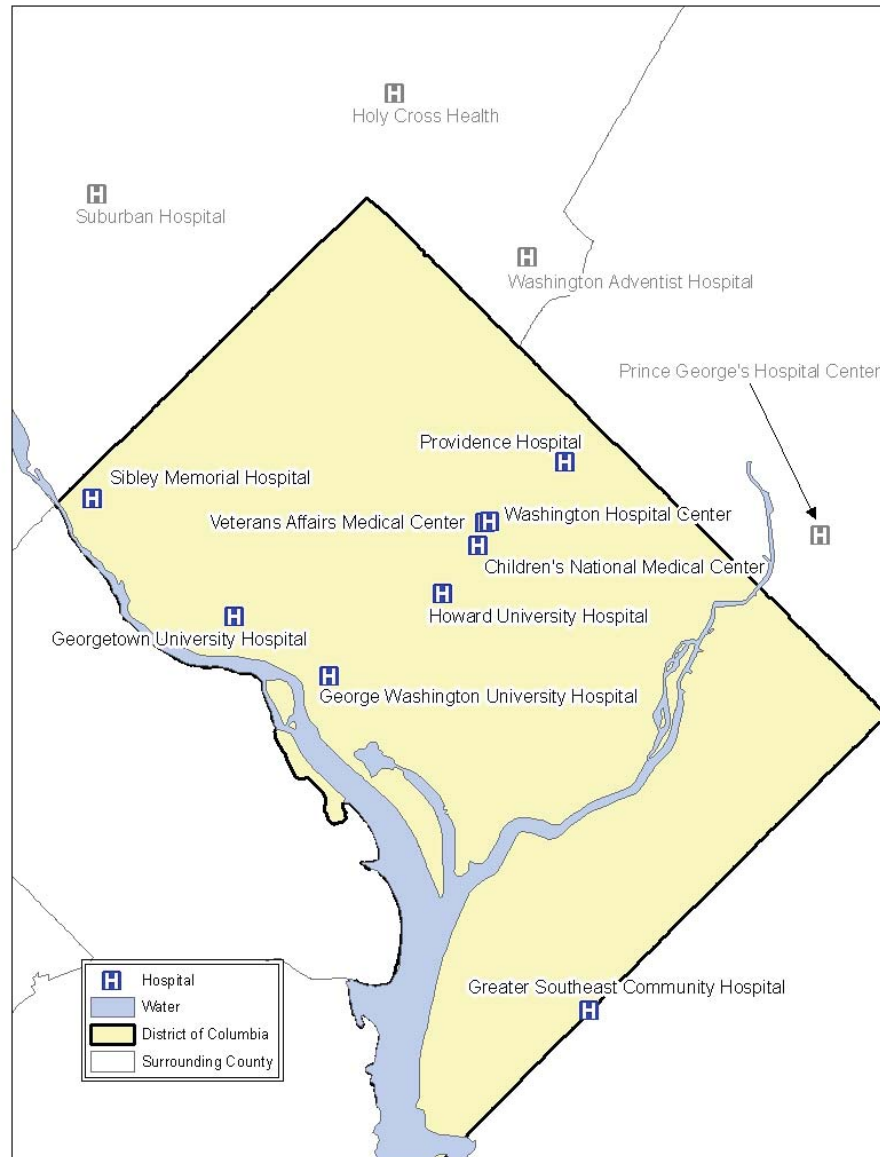 Holy Cross Health
Suburban Hospital
Washington Adventist Hospital
Prince George's Hospital Center
Providence Hospital
Sibley Memorial Hospital
Veterans Affairs Medical Center
Washington Hospital Center
Children's National Medical Center
Howard University Hospital
Georgetown University Hospital
George Washington University Hospital
Greater Southeast Community Hospital
H Hospital
Water
District of Columbia
Surrounding County